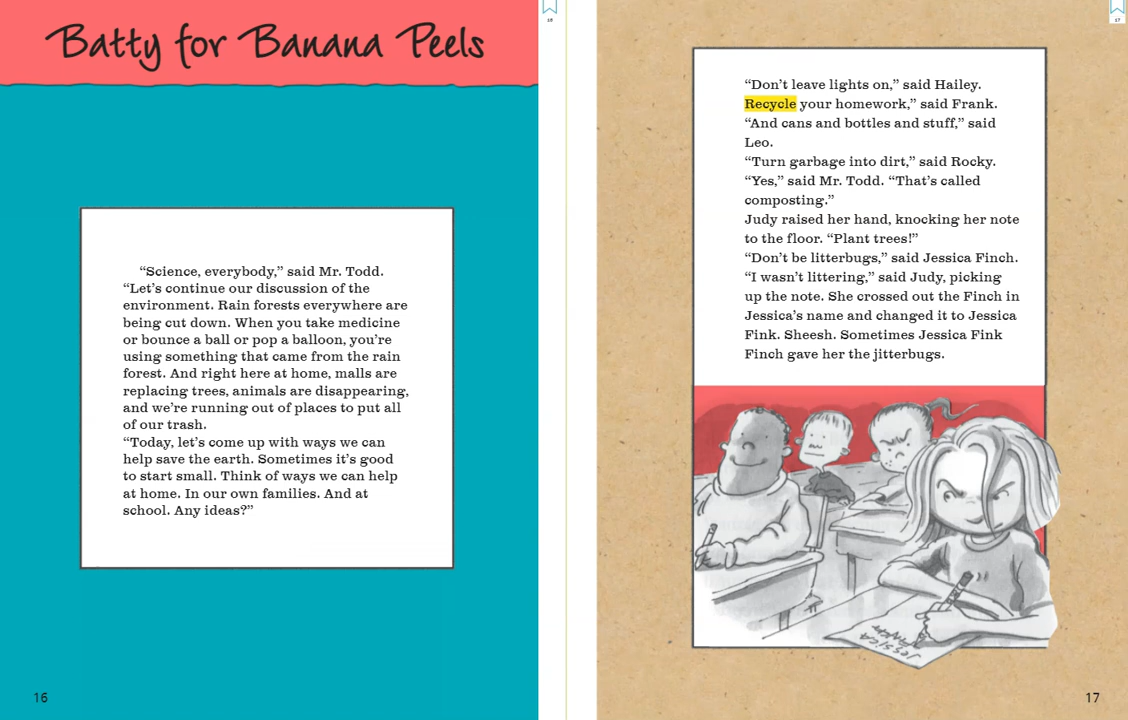 Batty for Banana Peels
“Science, everybody,” said Mr. Todd.
“Let’s continue our discussion of the
environment. Rain forests everywhere are
being cut down. When you take medicine
or bounce a ball or pop a balloon, you’re
using something that came from the rain
forest. And right here at home, malls are
replacing trees, animals are disappearing,
and we’re running out of places to put all
of our trash.
“Today, let’s come up with ways we can
help save the earth. Sometimes it’s good
to start small. Think of ways we can help
at home. In our own families. And at
school. Any ideas?”
16
16
17
“Don’t leave lights on,” said Hailey.
Recycle your homework,” said Frank.
“And cans and bottles and stuff,” said
Leo.
“Turn garbage into dirt,” said Rocky.
“Yes,” said Mr. Todd. “That’s called
composting.”
Judy raised her hand, knocking her note
to the floor. “Plant trees!”
“Don’t be litterbugs,” said Jessica Finch.
“I wasn’t littering,” said Judy, picking
up the note. She crossed out the Finch in
Jessica’s name and changed it to Jessica
Fink. Sheesh. Sometimes Jessica Fink
Finch gave her the jitterbugs.
JESSICA
17